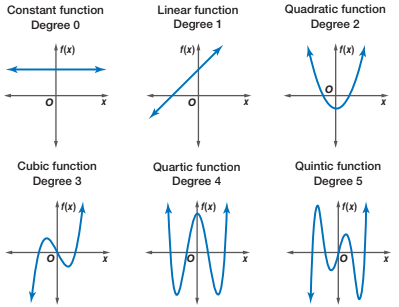 Constant function
Degree 0
Linear function
Degree 1
Quadratic function
Degree 2
f(x)
O
x
f(x)
O
x
f(x)
O
x
Cubic function
Degree 3
Quartic function
Degree 4
Quintic function
Degree 5
f(x)
O
x
f(x)
O
x
f(x)
O
x